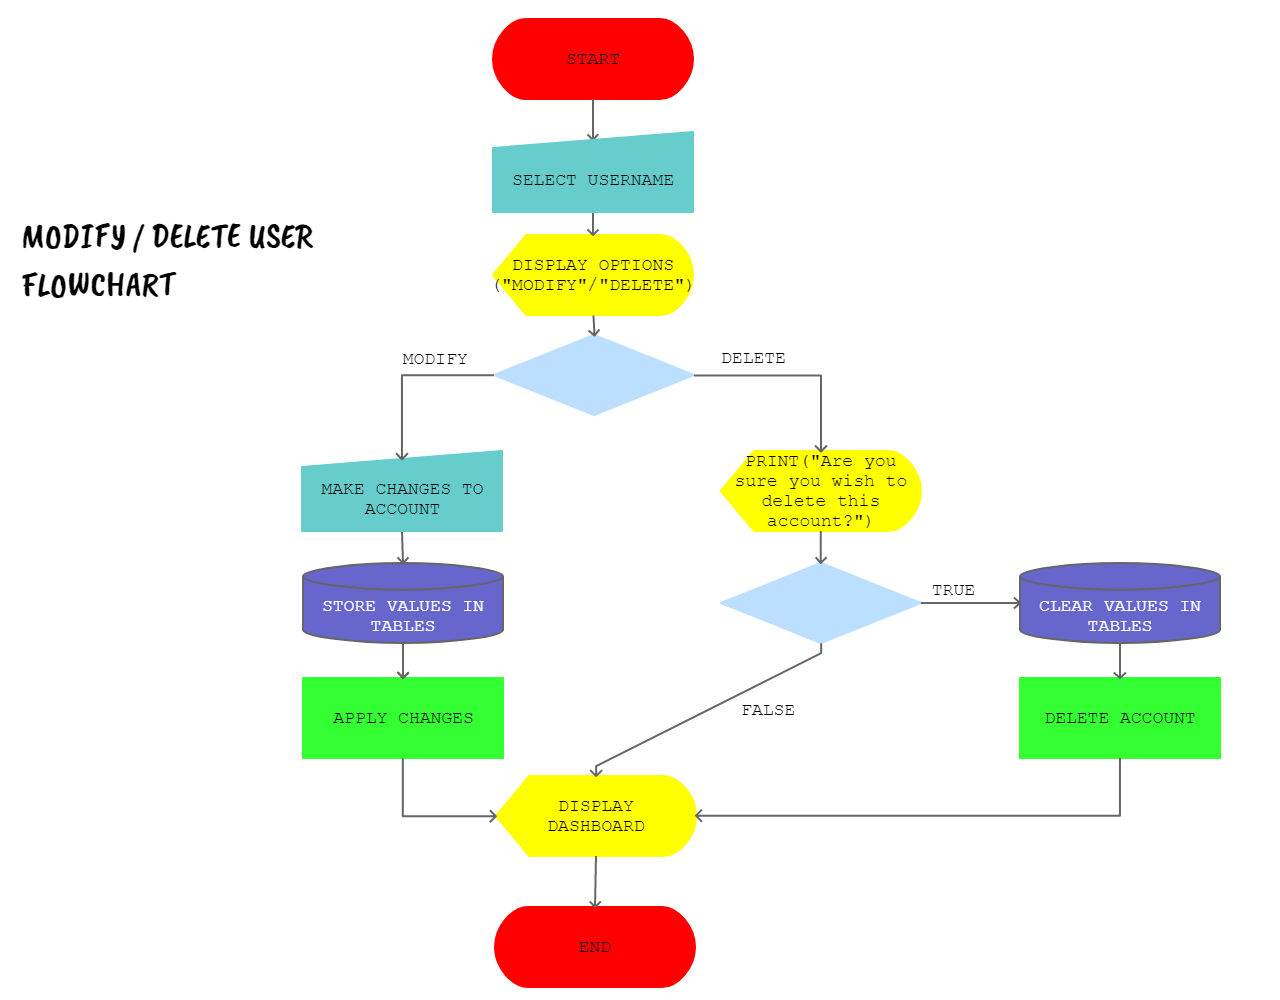 START
SELECT USERNAME
MODIFY / DELETE USER
FLOWCHART
DISPLAY OPTIONS
("MODIFY"/"DELETE")
MODIFY
DELETE
MAKE CHANGES TO
ACCOUNT
PRINT("Are you
sure you wish to
delete this
account?")
STORE VALUES IN
TABLES
TRUE
CLEAR VALUES IN
TABLES
APPLY CHANGES
FALSE
DELETE ACCOUNT
DISPLAY
DASHBOARD
END